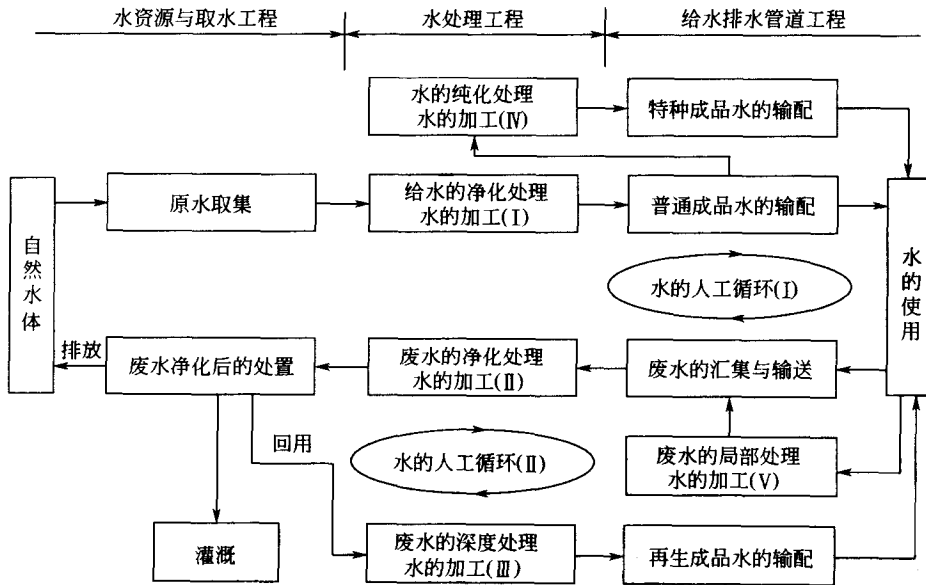 水资源与取水工程
水处理工程
给水排水管道工程
水的纯化处理
水的加工(Ⅳ)
特种成品水的输配
原水取集
给水的净化处理
水的加工(Ⅰ)
普通成品水的输配
自然水体
水的使用
水的人工循环(Ⅰ)
排放
废水净化后的处置
废水的净化处理
水的加工(Ⅱ)
废水的汇集与输送
回用
水的人工循环(Ⅱ)
废水的局部处理
水的加工(Ⅴ)
灌溉
废水的深度处理
水的加工(Ⅲ)
再生成品水的输配